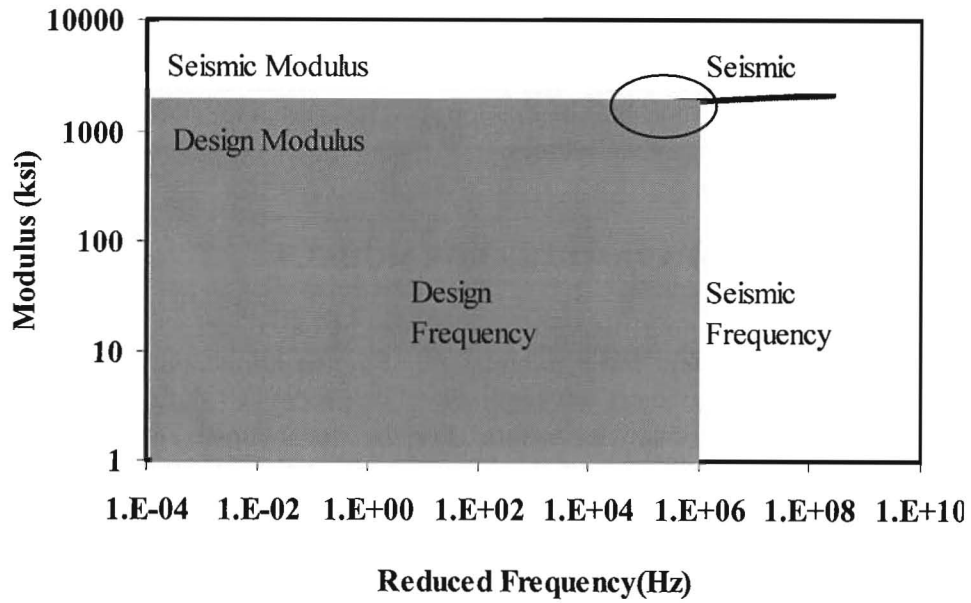 10000
Seismic Modulus
Seismic
1000
Design Modulus
Modulus (ksi)
100
Design
Frequency
Seismic
Frequency
10
1
1.E-04 1.E-02 1.E+00 1.E+02 1.E+04 1.E+06 1.E+08 1.E+10
Reduced Frequency(Hz)